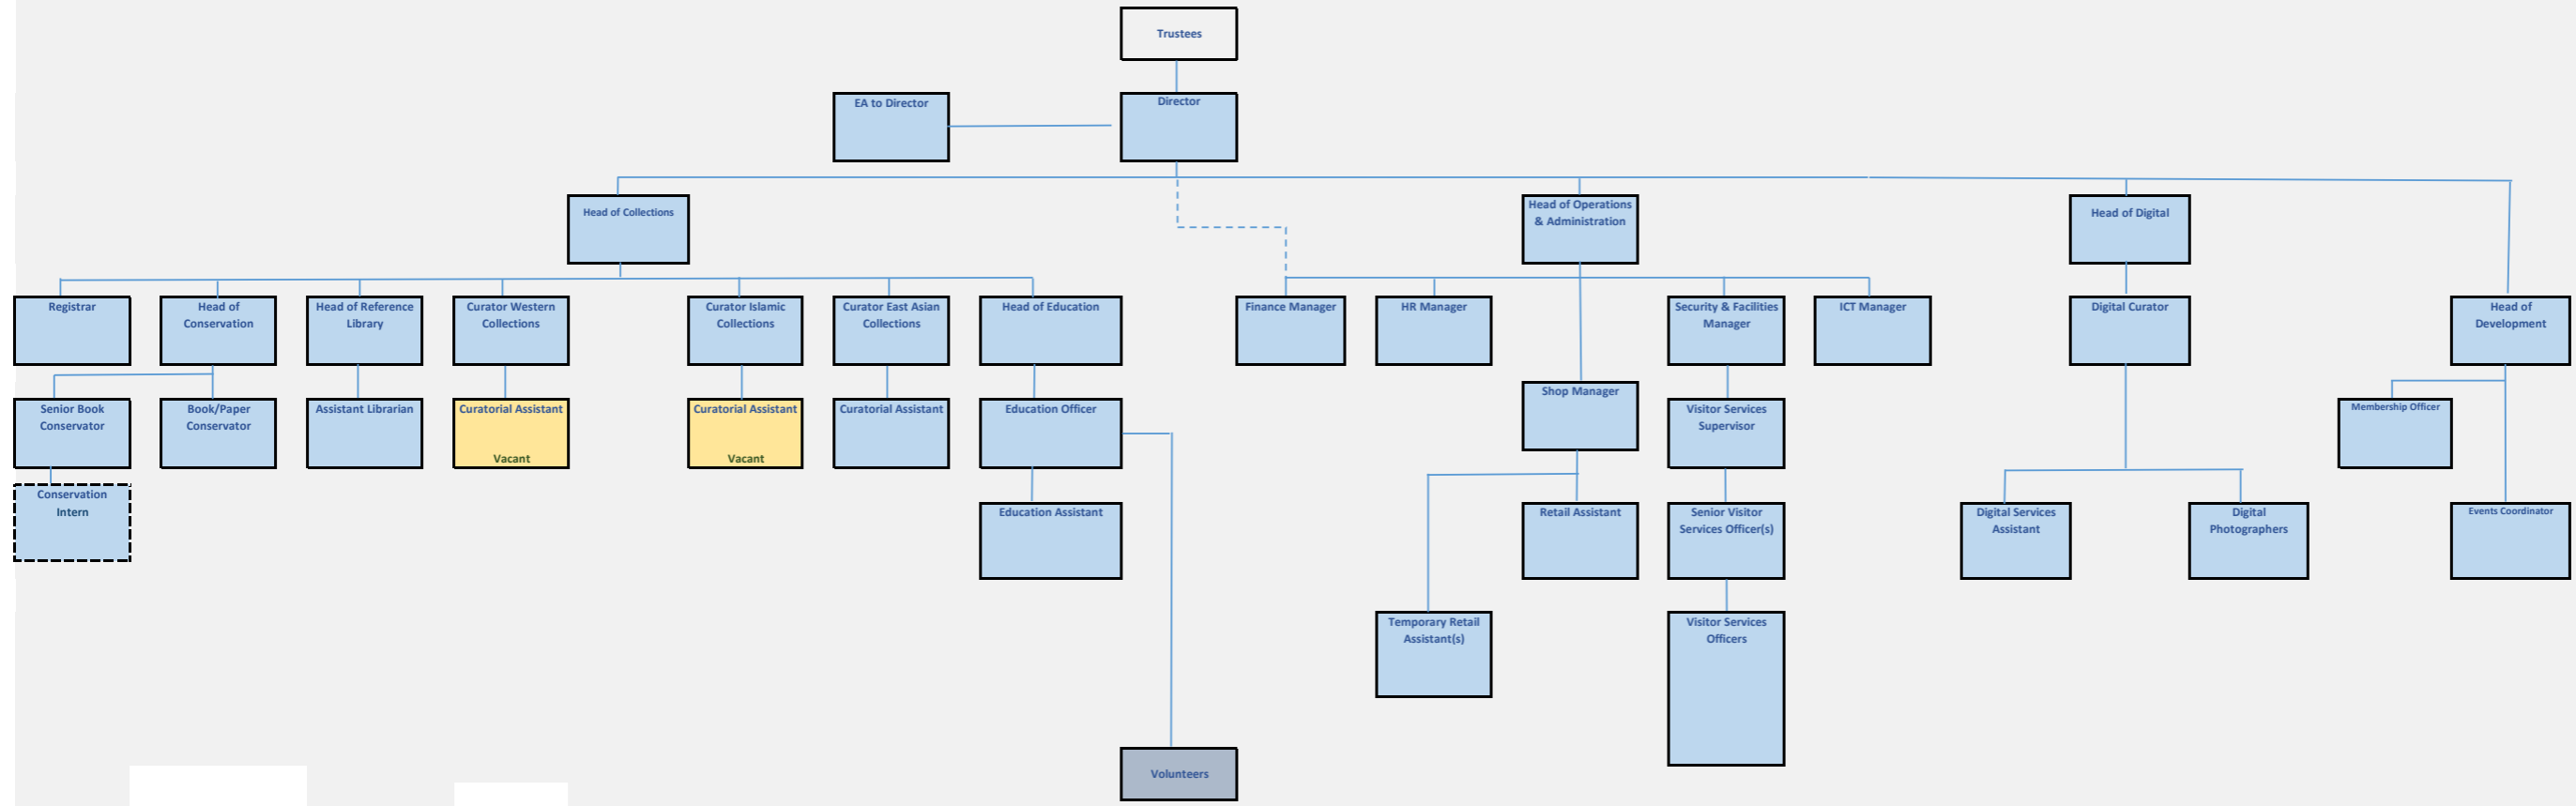 Trustees
EA to Director
Director
Head of Collections
Head of Operations
& Administration
Head of Digital
Registrar
Head of
Conservation
Head of Reference
Library
Curator Western
Collections
Curator Islamic
Collections
Curator East Asian
Collections
Head of Education
Finance Manager
HR Manager
Security & Facilities
Manager
ICT Manager
Digital Curator
Head of
Development
Senior Book
Conservator
Book/Paper
Conservator
Assistant Librarian
Curatorial Assistant
Vacant
Curatorial Assistant
Vacant
Curatorial Assistant
Education Officer
Shop Manager
Visitor Services
Supervisor
Membership Officer
Conservation
Intern
Education Assistant
Retail Assistant
Senior Visitor
Services Officer(s)
Digital Services
Assistant
Digital
Photographers
Events Coordinator
Temporary Retail
Assistant(s)
Visitor Services
Officers
Volunteers